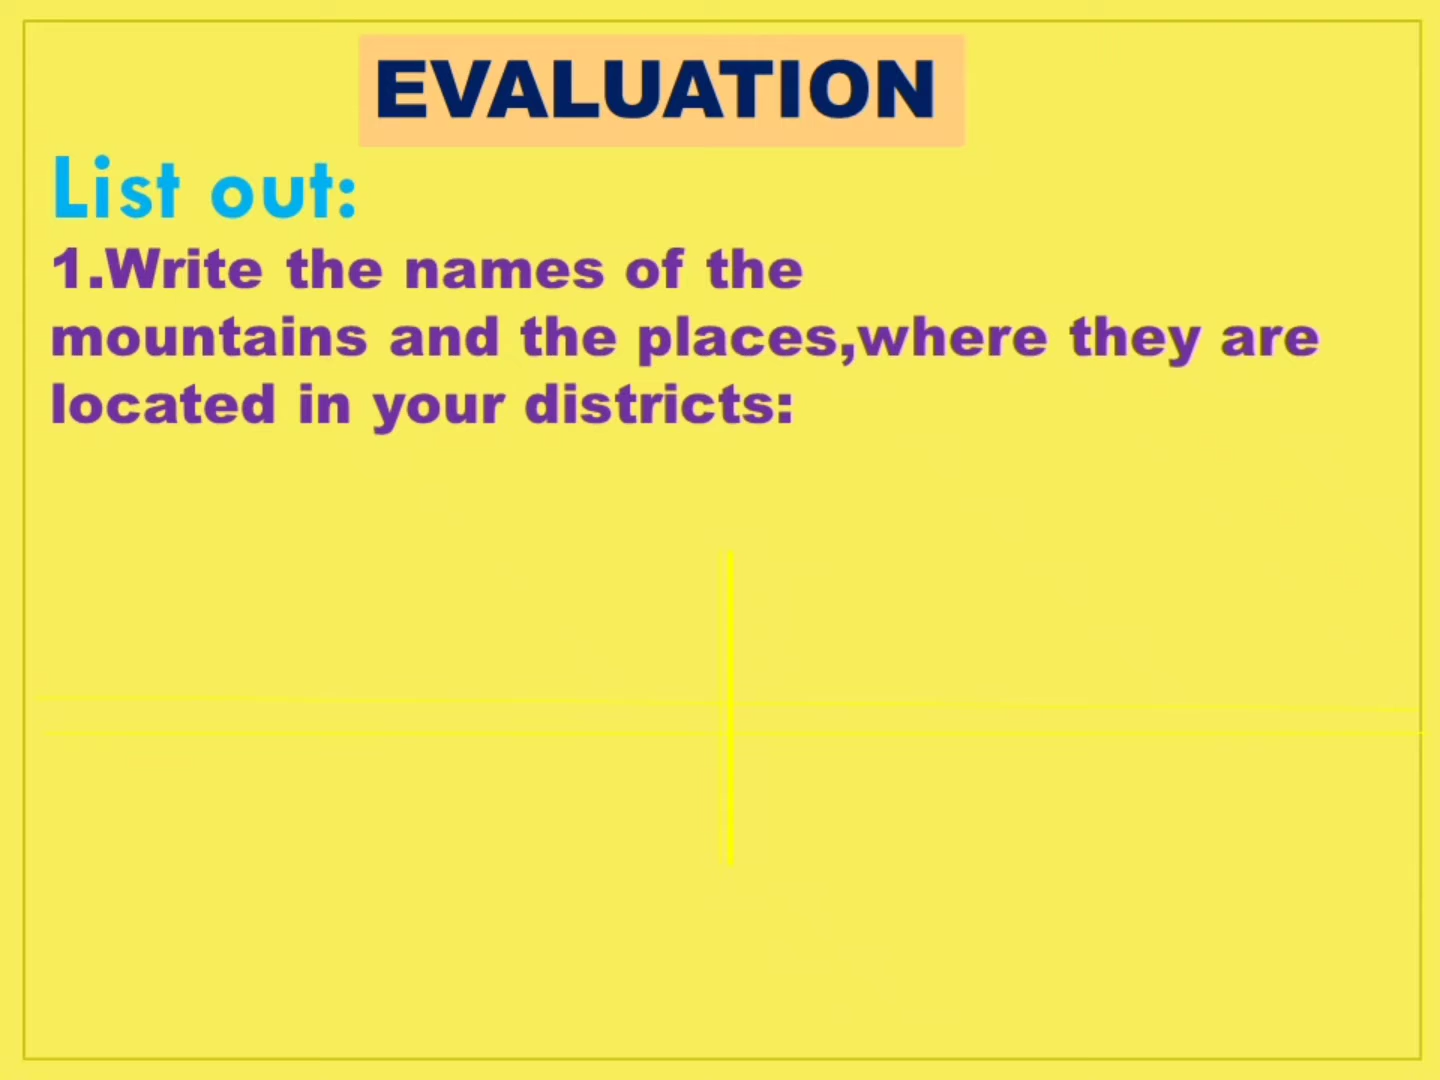 EVALUATION
List out:
1.Write the names of the
mountains and the places,where they are
located in your districts: